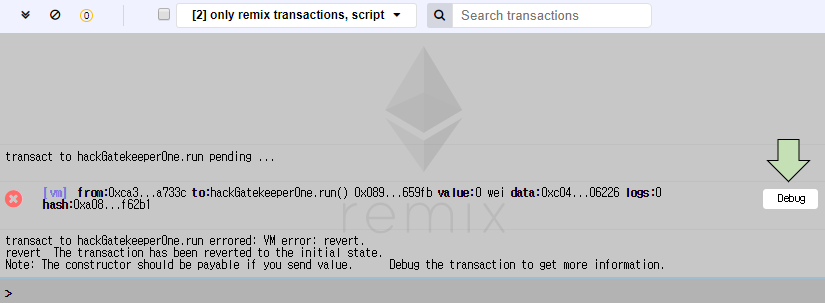 0 [2] only remix transactions, script Search transactions
transact to hackGatekeeperOne.run pending ...
[vm] from:0xca3...a733c to:hackGatekeeperOne.run() 0x089...659fb value:0 wei data:0xc04...06226 logs:0 Debug
hash:0xa08...f62b1
remix
transact to hackGatekeeperOne.run errored: VM error: revert.
revert The transaction has been reverted to the initial state.
Note: The constructor should be payable if you send value. Debug the transaction to get more information.
>